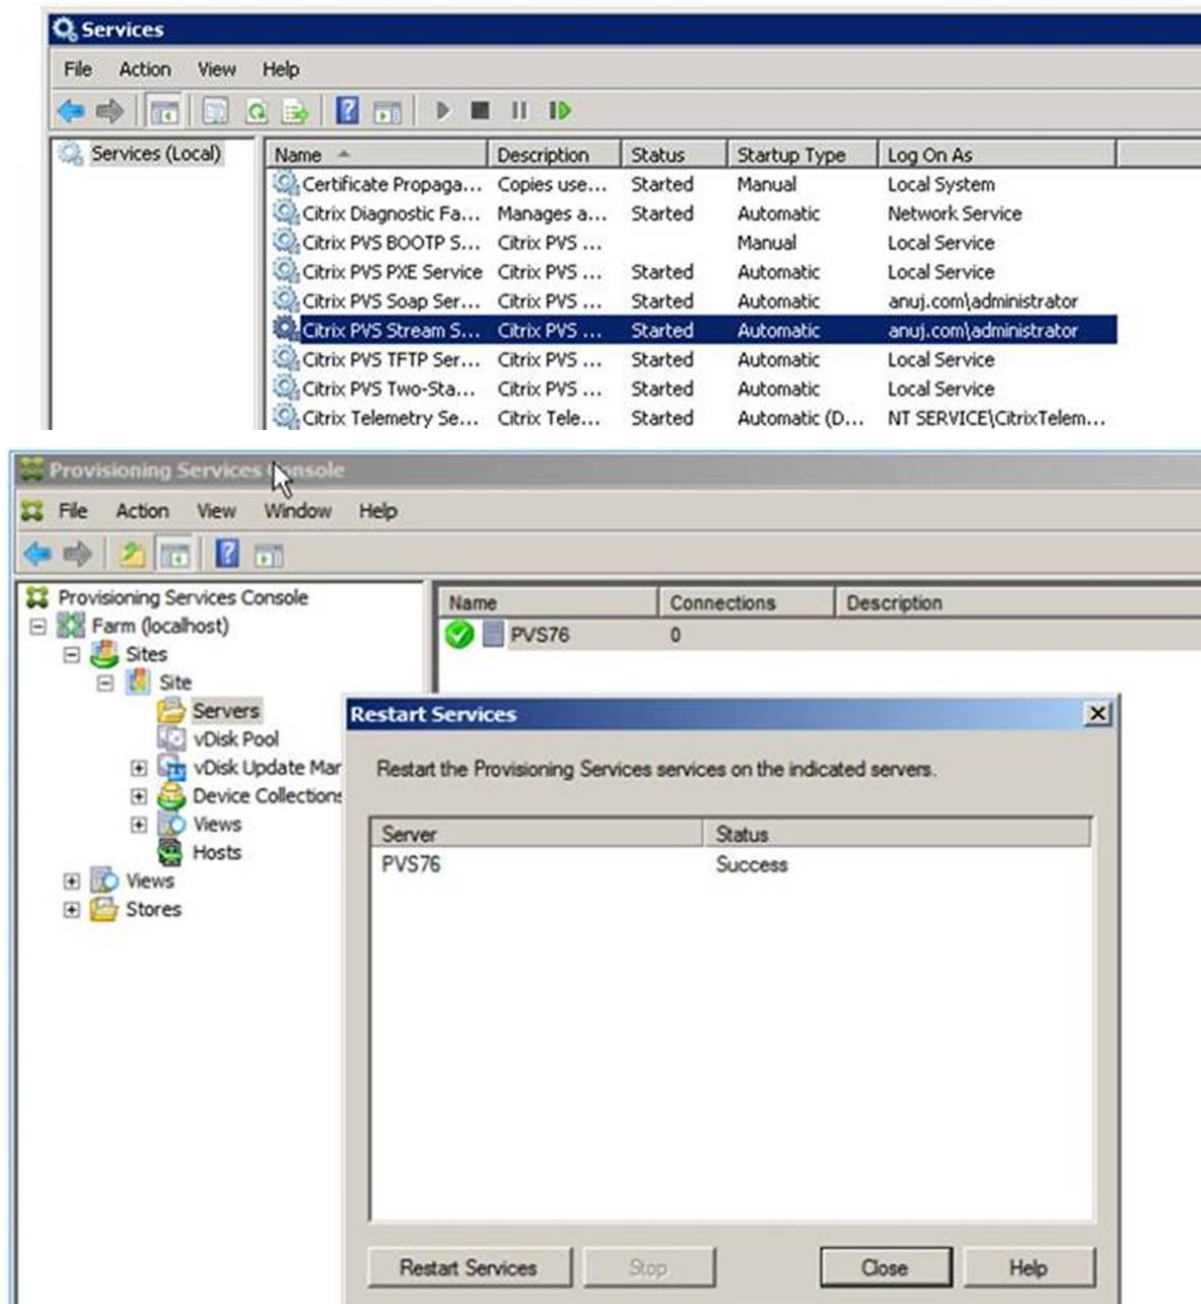 Services
File Action View Help
Services (Local)
Name Description Status Startup Type Log On As
Certificate Propaga... Copies use... Started Manual Local System
Citrix Diagnostic Fa... Manages a... Started Automatic Network Service
Citrix PVS BOOTP S... Citrix PVS ... Manual Local Service
Citrix PVS PXE Service Citrix PVS ... Started Automatic Local Service
Citrix PVS Soap Ser... Citrix PVS ... Started Automatic anuj.com\administrator
Citrix PVS Stream S... Citrix PVS ... Started Automatic anuj.com\administrator
Citrix PVS TFTP Ser... Citrix PVS ... Started Automatic Local Service
Citrix PVS Two-Sta... Citrix PVS ... Started Automatic Local Service
Citrix Telemetry Se... Citrix Tele... Started Automatic (D... NT SERVICE\CitrixTelem...
Provisioning Services Console
File Action View Window Help
Provisioning Services Console
Farm (localhost)
Sites
Site
Servers
vDisk Pool
vDisk Update Mar
Device Collections
Views
Hosts
Views
Stores
Name Connections Description
PVS76 0
Restart Services
Restart the Provisioning Services services on the indicated servers.
Server Status
PVS76 Success
Restart Services Stop Close Help